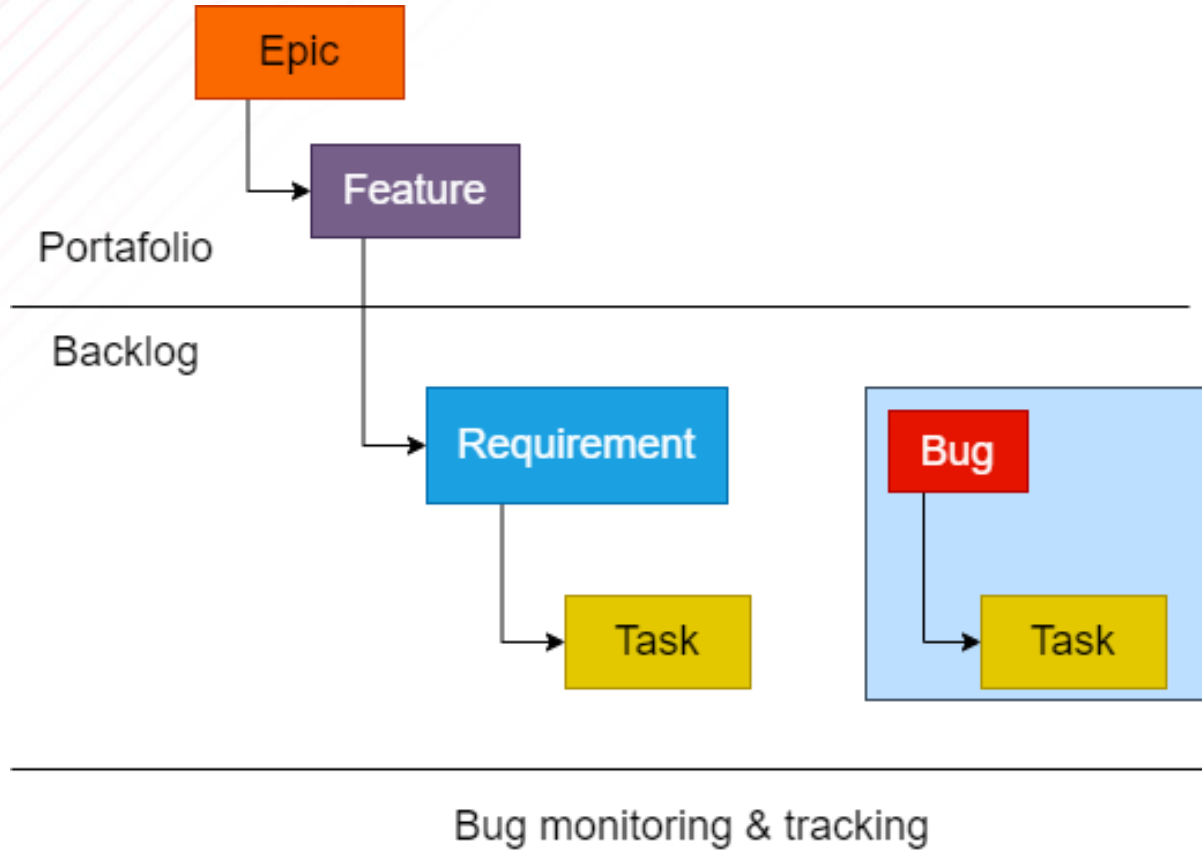 Epic
Feature
Portafolio
Backlog
Requirement
Bug
Task
Task
Bug monitoring & tracking